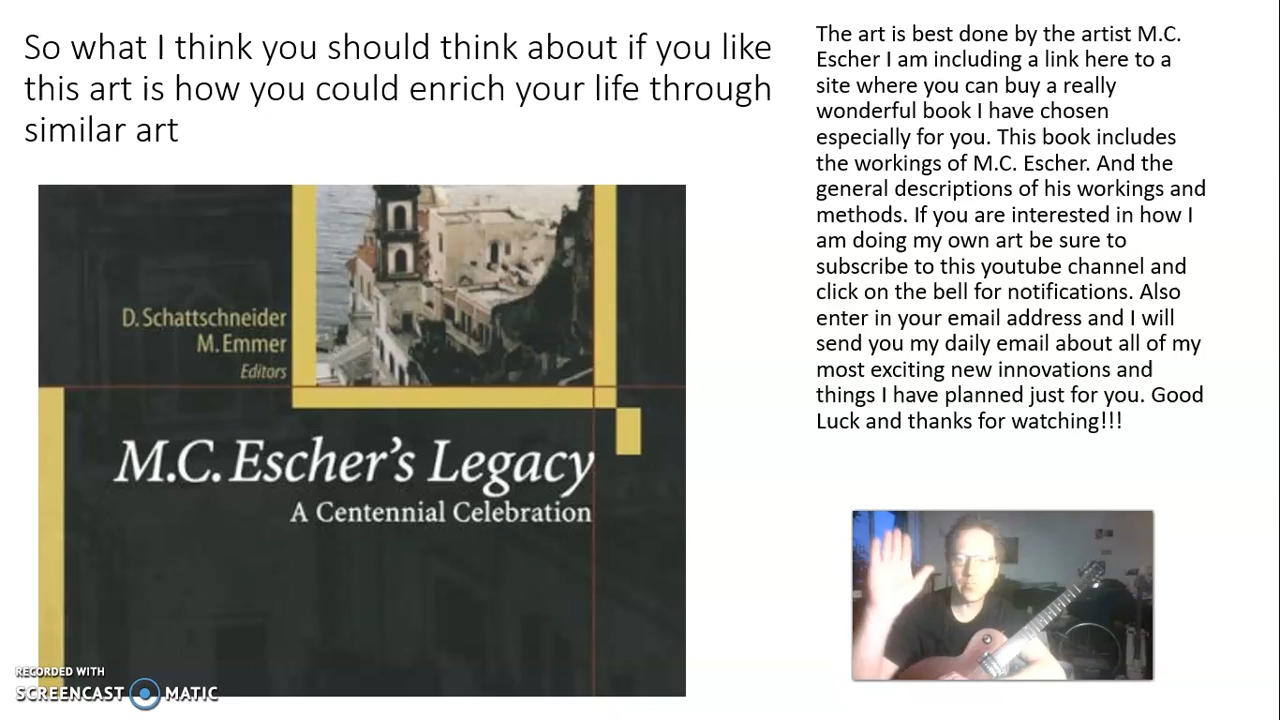 So what I think you should think about if you like
this art is how you could enrich your life through
similar art
The art is best done by the artist M.C.
Escher I am including a link here to a
site where you can buy a really
wonderful book I have chosen
especially for you. This book includes
the workings of M.C. Escher. And the
general descriptions of his workings and
methods. If you are interested in how I
am doing my own art be sure to
subscribe to this youtube channel and
click on the bell for notifications. Also
enter in your email address and I will
send you my daily email about all of my
most exciting new innovations and
things I have planned just for you. Good
Luck and thanks for watching!!!
D. Schattschneider
M. Emmer
Editors
M.C. Escher's Legacy
A Centennial Celebration
RECORDED WITH
SCREENCAST MATIC